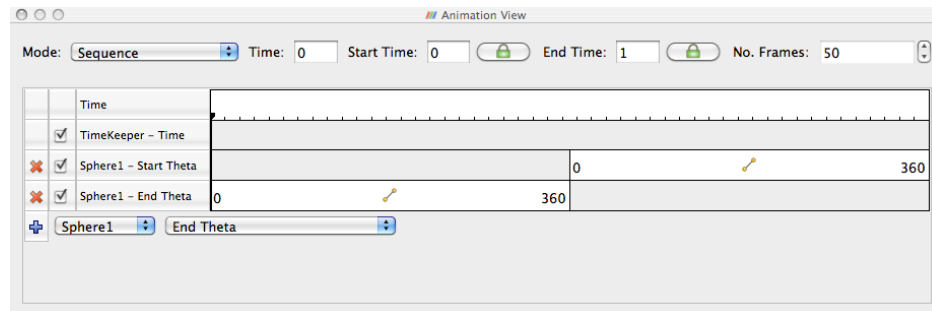 Animation View
Mode: Sequence Time: 0 Start Time: 0 End Time: 1 No. Frames: 50
Time
TimeKeeper – Time
Sphere1 – Start Theta 0 360
Sphere1 – End Theta 0 360
Sphere1 End Theta